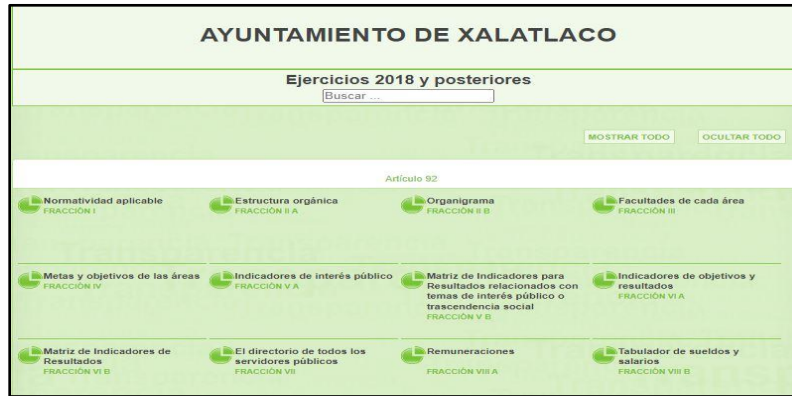 AYUNTAMIENTO DE XALATLACO
Ejercicios 2018 y posteriores
Buscar ...
MOSTRAR TODO
OCULTAR TODO
Artículo 92
Normatividad aplicable
FRACCIÓN I
Estructura orgánica
FRACCIÓN II A
Organigrama
FRACCIÓN II B
Facultades de cada área
FRACCIÓN III
Metas y objetivos de las áreas
FRACCIÓN IV
Indicadores de interés público
FRACCIÓN V A
Matriz de Indicadores para
Resultados relacionados con
temas de interés público o
trascendencia social
FRACCIÓN V B
Indicadores de objetivos y
resultados
FRACCIÓN VI A
Matriz de Indicadores de
Resultados
FRACCIÓN VI B
El directorio de todos los
servidores públicos
FRACCIÓN VII
Remuneraciones
FRACCIÓN VIII A
Tabulador de sueldos y
salarios
FRACCIÓN VIII B